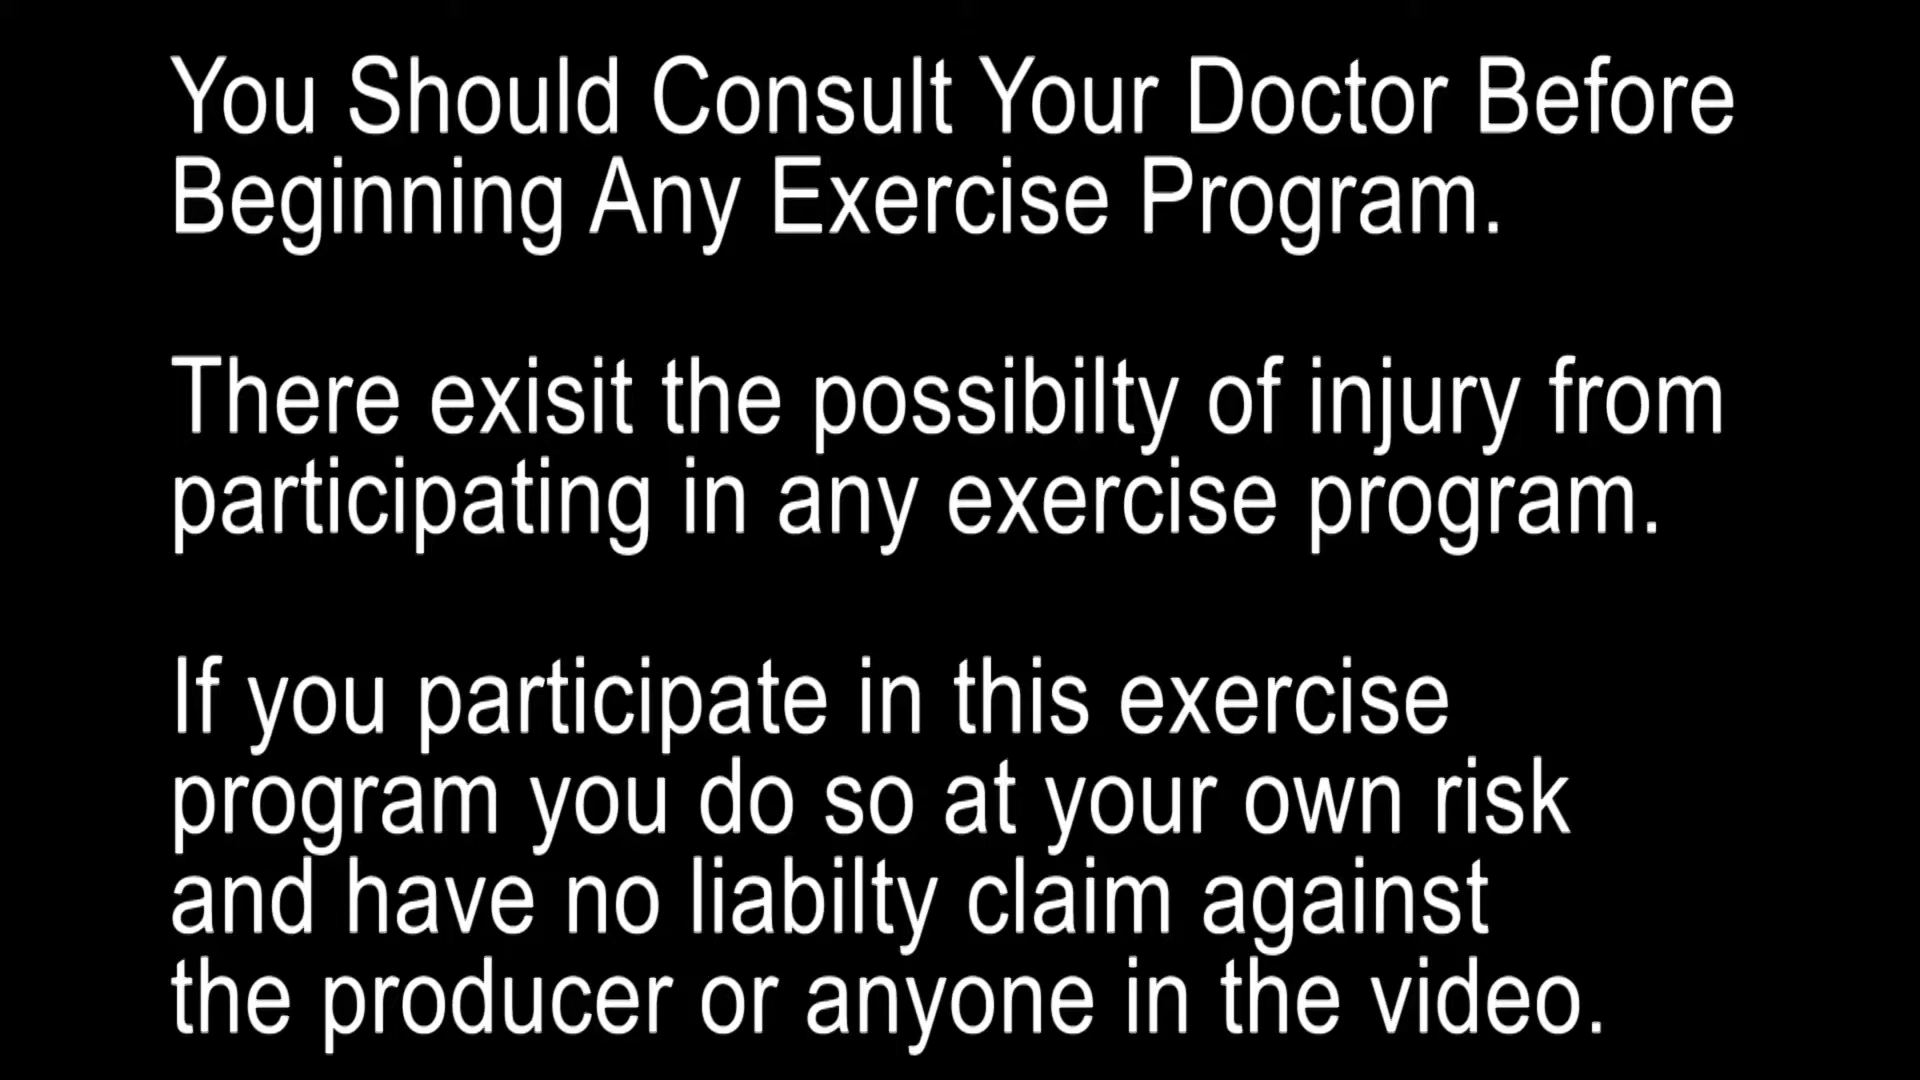 You Should Consult Your Doctor Before
Beginning Any Exercise Program.
There exisit the possibilty of injury from
participating in any exercise program.
If you participate in this exercise
program you do so at your own risk
and have no liabilty claim against
the producer or anyone in the video.